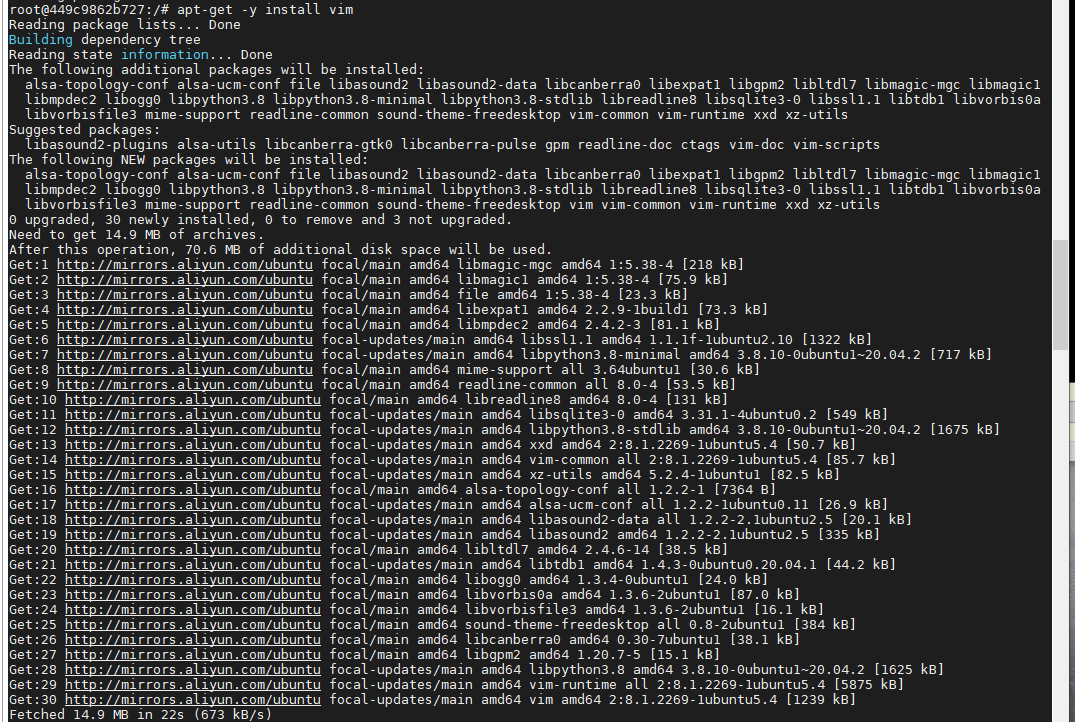 root@449c9862b727:/# apt-get -y install vim
Reading package lists... Done
Building dependency tree
Reading state information... Done
The following additional packages will be installed:
  alsa-topology-conf alsa-ucm-conf file libasound2 libasound2-data libcanberra0 libexpat1 libgpm2 libltdl7 libmagic-mgc libmagic1
  libmpdec2 libogg0 libpython3.8 libpython3.8-minimal libpython3.8-stdlib libreadline8 libsqlite3-0 libssl1.1 libtdb1 libvorbis0a
  libvorbisfile3 mime-support readline-common sound-theme-freedesktop vim-common vim-runtime xxd xz-utils
Suggested packages:
  libasound2-plugins alsa-utils libcanberra-gtk0 libcanberra-pulse gpm readline-doc ctags vim-doc vim-scripts
The following NEW packages will be installed:
  alsa-topology-conf alsa-ucm-conf file libasound2 libasound2-data libcanberra0 libexpat1 libgpm2 libltdl7 libmagic-mgc libmagic1
  libmpdec2 libogg0 libpython3.8 libpython3.8-minimal libpython3.8-stdlib libreadline8 libsqlite3-0 libssl1.1 libtdb1 libvorbis0a
  libvorbisfile3 mime-support readline-common sound-theme-freedesktop vim vim-common vim-runtime xxd xz-utils
0 upgraded, 30 newly installed, 0 to remove and 3 not upgraded.
Need to get 14.9 MB of archives.
After this operation, 70.6 MB of additional disk space will be used.
Get:1 http://mirrors.aliyun.com/ubuntu focal/main amd64 libmagic-mgc amd64 1:5.38-4 [218 kB]
Get:2 http://mirrors.aliyun.com/ubuntu focal/main amd64 libmagic1 amd64 1:5.38-4 [75.9 kB]
Get:3 http://mirrors.aliyun.com/ubuntu focal/main amd64 file amd64 1:5.38-4 [23.3 kB]
Get:4 http://mirrors.aliyun.com/ubuntu focal/main amd64 libexpat1 amd64 2.2.9-1build1 [73.3 kB]
Get:5 http://mirrors.aliyun.com/ubuntu focal/main amd64 libmpdec2 amd64 2.4.2-3 [81.1 kB]
Get:6 http://mirrors.aliyun.com/ubuntu focal-updates/main amd64 libssl1.1 amd64 1.1.1f-1ubuntu2.10 [1322 kB]
Get:7 http://mirrors.aliyun.com/ubuntu focal-updates/main amd64 libpython3.8-minimal amd64 3.8.10-0ubuntu1~20.04.2 [717 kB]
Get:8 http://mirrors.aliyun.com/ubuntu focal/main amd64 mime-support all 3.64ubuntu1 [30.6 kB]
Get:9 http://mirrors.aliyun.com/ubuntu focal/main amd64 readline-common all 8.0-4 [53.5 kB]
Get:10 http://mirrors.aliyun.com/ubuntu focal/main amd64 libreadline8 amd64 8.0-4 [131 kB]
Get:11 http://mirrors.aliyun.com/ubuntu focal-updates/main amd64 libsqlite3-0 amd64 3.31.1-4ubuntu0.2 [549 kB]
Get:12 http://mirrors.aliyun.com/ubuntu focal-updates/main amd64 libpython3.8-stdlib amd64 3.8.10-0ubuntu1~20.04.2 [1675 kB]
Get:13 http://mirrors.aliyun.com/ubuntu focal-updates/main amd64 xxd amd64 2:8.1.2269-1ubuntu5.4 [50.7 kB]
Get:14 http://mirrors.aliyun.com/ubuntu focal-updates/main amd64 vim-common all 2:8.1.2269-1ubuntu5.4 [85.7 kB]
Get:15 http://mirrors.aliyun.com/ubuntu focal-updates/main amd64 xz-utils amd64 5.2.4-1ubuntu1 [82.5 kB]
Get:16 http://mirrors.aliyun.com/ubuntu focal/main amd64 alsa-topology-conf all 1.2.2-1 [7364 B]
Get:17 http://mirrors.aliyun.com/ubuntu focal-updates/main amd64 alsa-ucm-conf all 1.2.2-1ubuntu0.11 [26.9 kB]
Get:18 http://mirrors.aliyun.com/ubuntu focal-updates/main amd64 libasound2-data all 1.2.2-2.1ubuntu2.5 [20.1 kB]
Get:19 http://mirrors.aliyun.com/ubuntu focal-updates/main amd64 libasound2 amd64 1.2.2-2.1ubuntu2.5 [335 kB]
Get:20 http://mirrors.aliyun.com/ubuntu focal/main amd64 libltdl7 amd64 2.4.6-14 [38.5 kB]
Get:21 http://mirrors.aliyun.com/ubuntu focal-updates/main amd64 libtdb1 amd64 1.4.3-0ubuntu0.20.04.1 [44.2 kB]
Get:22 http://mirrors.aliyun.com/ubuntu focal/main amd64 libogg0 amd64 1.3.4-0ubuntu1 [24.0 kB]
Get:23 http://mirrors.aliyun.com/ubuntu focal/main amd64 libvorbis0a amd64 1.3.6-2ubuntu1 [87.0 kB]
Get:24 http://mirrors.aliyun.com/ubuntu focal/main amd64 libvorbisfile3 amd64 1.3.6-2ubuntu1 [16.1 kB]
Get:25 http://mirrors.aliyun.com/ubuntu focal/main amd64 sound-theme-freedesktop all 0.8-2ubuntu1 [384 kB]
Get:26 http://mirrors.aliyun.com/ubuntu focal/main amd64 libcanberra0 amd64 0.30-7ubuntu1 [38.1 kB]
Get:27 http://mirrors.aliyun.com/ubuntu focal/main amd64 libgpm2 amd64 1.20.7-5 [15.1 kB]
Get:28 http://mirrors.aliyun.com/ubuntu focal-updates/main amd64 libpython3.8 amd64 3.8.10-0ubuntu1~20.04.2 [1625 kB]
Get:29 http://mirrors.aliyun.com/ubuntu focal-updates/main amd64 vim-runtime all 2:8.1.2269-1ubuntu5.4 [5875 kB]
Get:30 http://mirrors.aliyun.com/ubuntu focal-updates/main amd64 vim amd64 2:8.1.2269-1ubuntu5.4 [1239 kB]
Fetched 14.9 MB in 22s (673 kB/s)